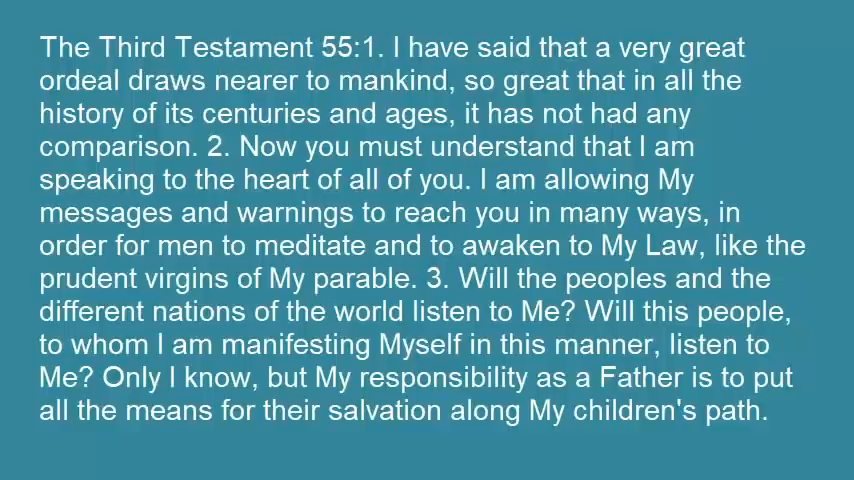 The Third Testament 55:1. I have said that a very great
ordeal draws nearer to mankind, so great that in all the
history of its centuries and ages, it has not had any
comparison. 2. Now you must understand that I am
speaking to the heart of all of you. I am allowing My
messages and warnings to reach you in many ways, in
order for men to meditate and to awaken to My Law, like the
prudent virgins of My parable. 3. Will the peoples and the
different nations of the world listen to Me? Will this people,
to whom I am manifesting Myself in this manner, listen to
Me? Only I know, but My responsibility as a Father is to put
all the means for their salvation along My children's path.